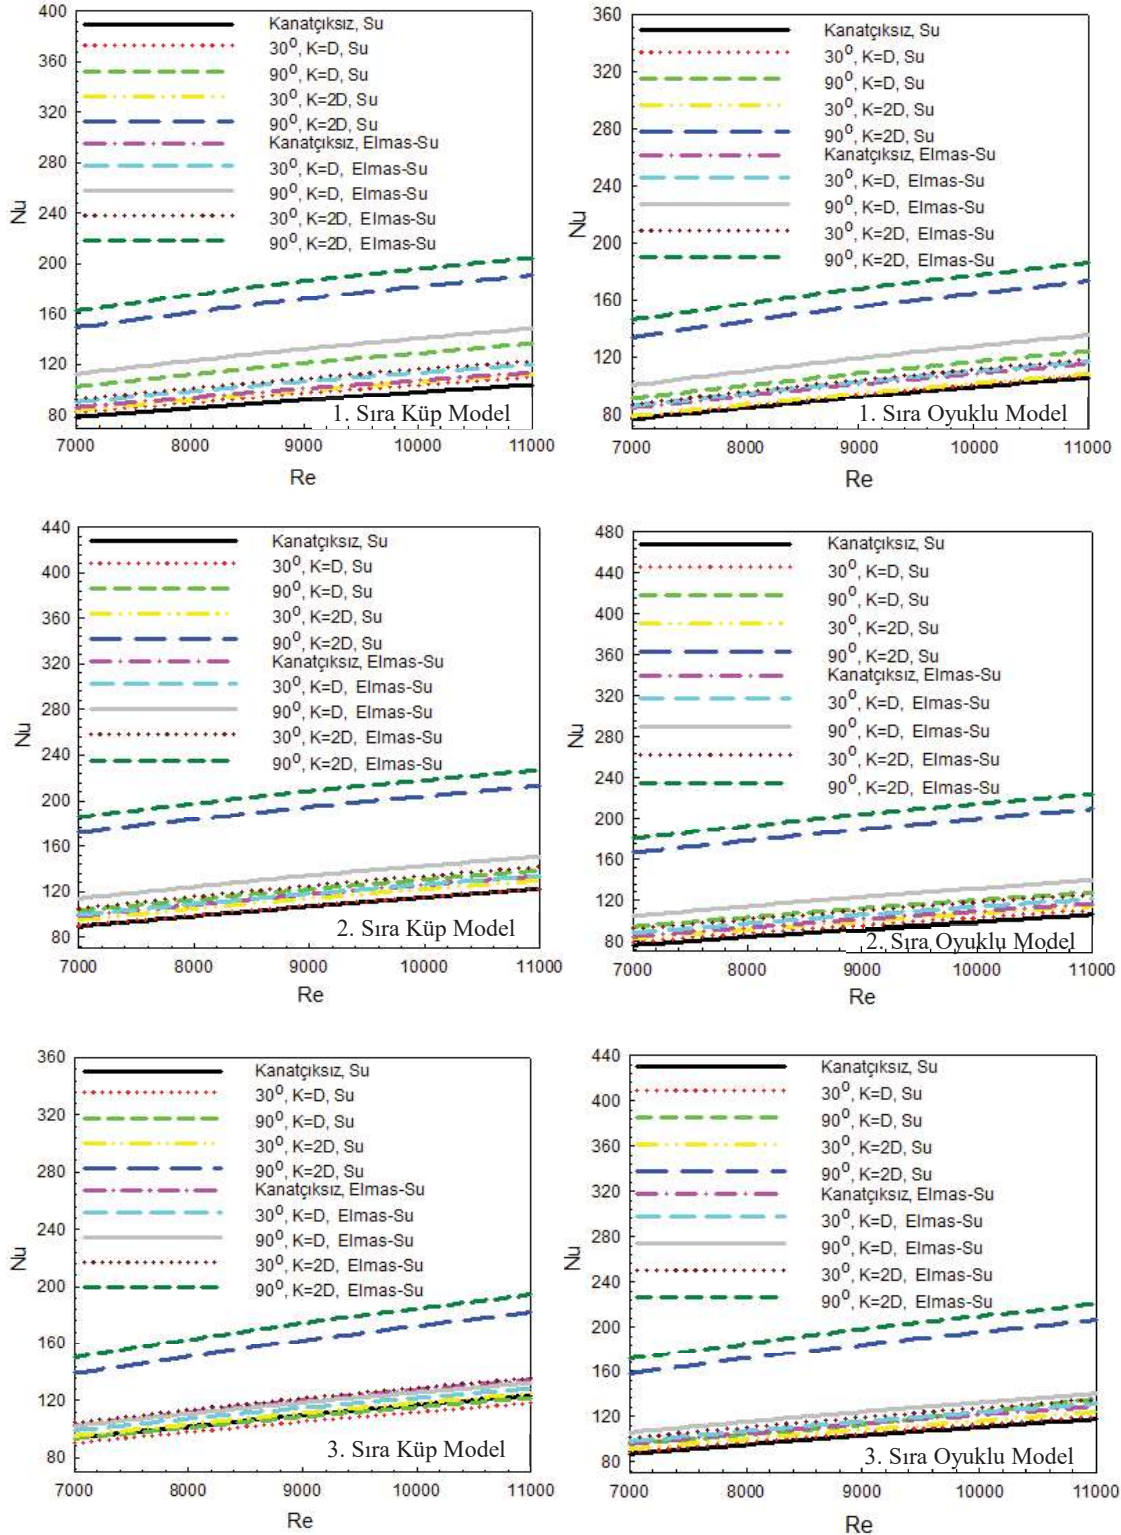 400
360
320
280
240
200
160
120
80
Nu
Kanatçıksız, Su
30⁰, K=D, Su
90⁰, K=D, Su
30⁰, K=2D, Su
90⁰, K=2D, Su
Kanatçıksız, Elmas-Su
30⁰, K=D, Elmas-Su
90⁰, K=D, Elmas-Su
30⁰, K=2D, Elmas-Su
90⁰, K=2D, Elmas-Su
1. Sıra Küp Model
7000 8000 9000 10000 11000
Re
360
320
280
240
200
160
120
80
Nu
Kanatçıksız, Su
30⁰, K=D, Su
90⁰, K=D, Su
30⁰, K=2D, Su
90⁰, K=2D, Su
Kanatçıksız, Elmas-Su
30⁰, K=D, Elmas-Su
90⁰, K=D, Elmas-Su
30⁰, K=2D, Elmas-Su
90⁰, K=2D, Elmas-Su
1. Sıra Oyuklu Model
7000 8000 9000 10000 11000
Re
440
400
360
320
280
240
200
160
120
80
Nu
Kanatçıksız, Su
30⁰, K=D, Su
90⁰, K=D, Su
30⁰, K=2D, Su
90⁰, K=2D, Su
Kanatçıksız, Elmas-Su
30⁰, K=D, Elmas-Su
90⁰, K=D, Elmas-Su
30⁰, K=2D, Elmas-Su
90⁰, K=2D, Elmas-Su
2. Sıra Küp Model
7000 8000 9000 10000 11000
Re
480
440
400
360
320
280
240
200
160
120
80
Nu
Kanatçıksız, Su
30⁰, K=D, Su
90⁰, K=D, Su
30⁰, K=2D, Su
90⁰, K=2D, Su
Kanatçıksız, Elmas-Su
30⁰, K=D, Elmas-Su
90⁰, K=D, Elmas-Su
30⁰, K=2D, Elmas-Su
90⁰, K=2D, Elmas-Su
2. Sıra Oyuklu Model
7000 8000 9000 10000 11000
Re
360
320
280
240
200
160
120
80
Nu
Kanatçıksız, Su
30⁰, K=D, Su
90⁰, K=D, Su
30⁰, K=2D, Su
90⁰, K=2D, Su
Kanatçıksız, Elmas-Su
30⁰, K=D, Elmas-Su
90⁰, K=D, Elmas-Su
30⁰, K=2D, Elmas-Su
90⁰, K=2D, Elmas-Su
3. Sıra Küp Model
7000 8000 9000 10000 11000
Re
440
400
360
320
280
240
200
160
120
80
Nu
Kanatçıksız, Su
30⁰, K=D, Su
90⁰, K=D, Su
30⁰, K=2D, Su
90⁰, K=2D, Su
Kanatçıksız, Elmas-Su
30⁰, K=D, Elmas-Su
90⁰, K=D, Elmas-Su
30⁰, K=2D, Elmas-Su
90⁰, K=2D, Elmas-Su
3. Sıra Oyuklu Model
7000 8000 9000 10000 11000
Re